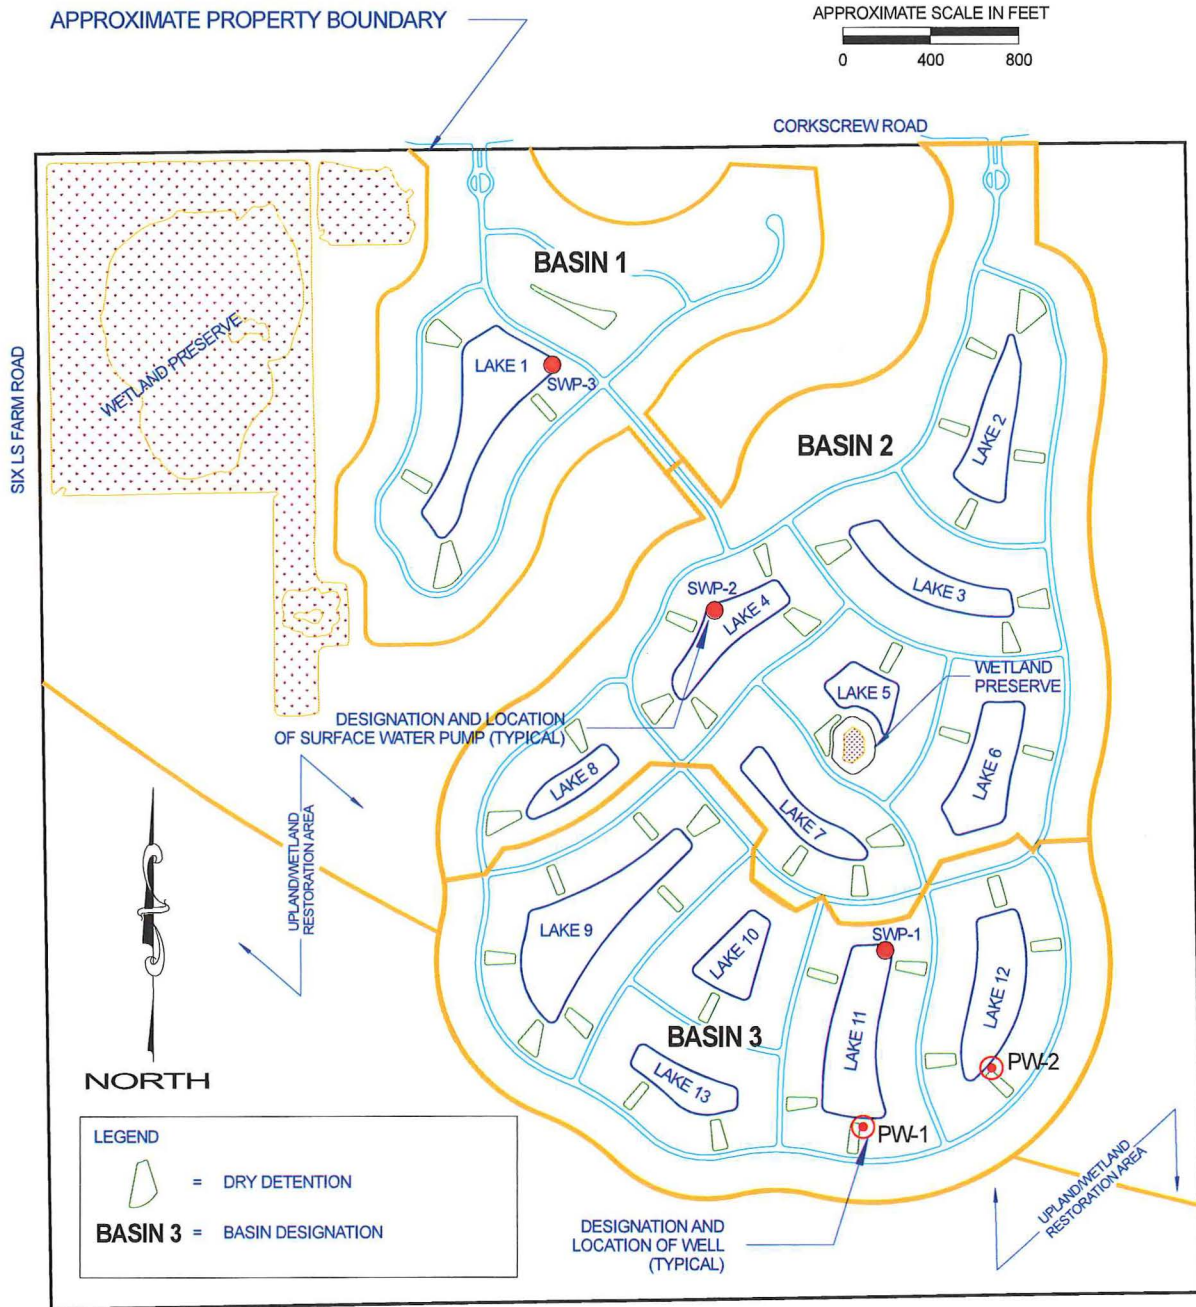 APPROXIMATE PROPERTY BOUNDARY
APPROXIMATE SCALE IN FEET
0 400 800
CORKSCREW ROAD
SIX LS FARM ROAD
WETLAND PRESERVE
BASIN 1
LAKE 1
SWP-3
BASIN 2
LAKE 2
LAKE 3
SWP-2
LAKE 4
WETLAND
PRESERVE
LAKE 5
DESIGNATION AND LOCATION
OF SURFACE WATER PUMP (TYPICAL)
LAKE 6
LAKE 8
LAKE 7
UPLAND/WETLAND
RESTORATION AREA
LAKE 9
LAKE 10
SWP-1
LAKE 12
LAKE 11
BASIN 3
PW-2
LAKE 13
PW-1
NORTH
LEGEND
= DRY DETENTION
BASIN 3 = BASIN DESIGNATION
DESIGNATION AND
LOCATION OF WELL
(TYPICAL)
UPLAND/WETLAND
RESTORATION AREA